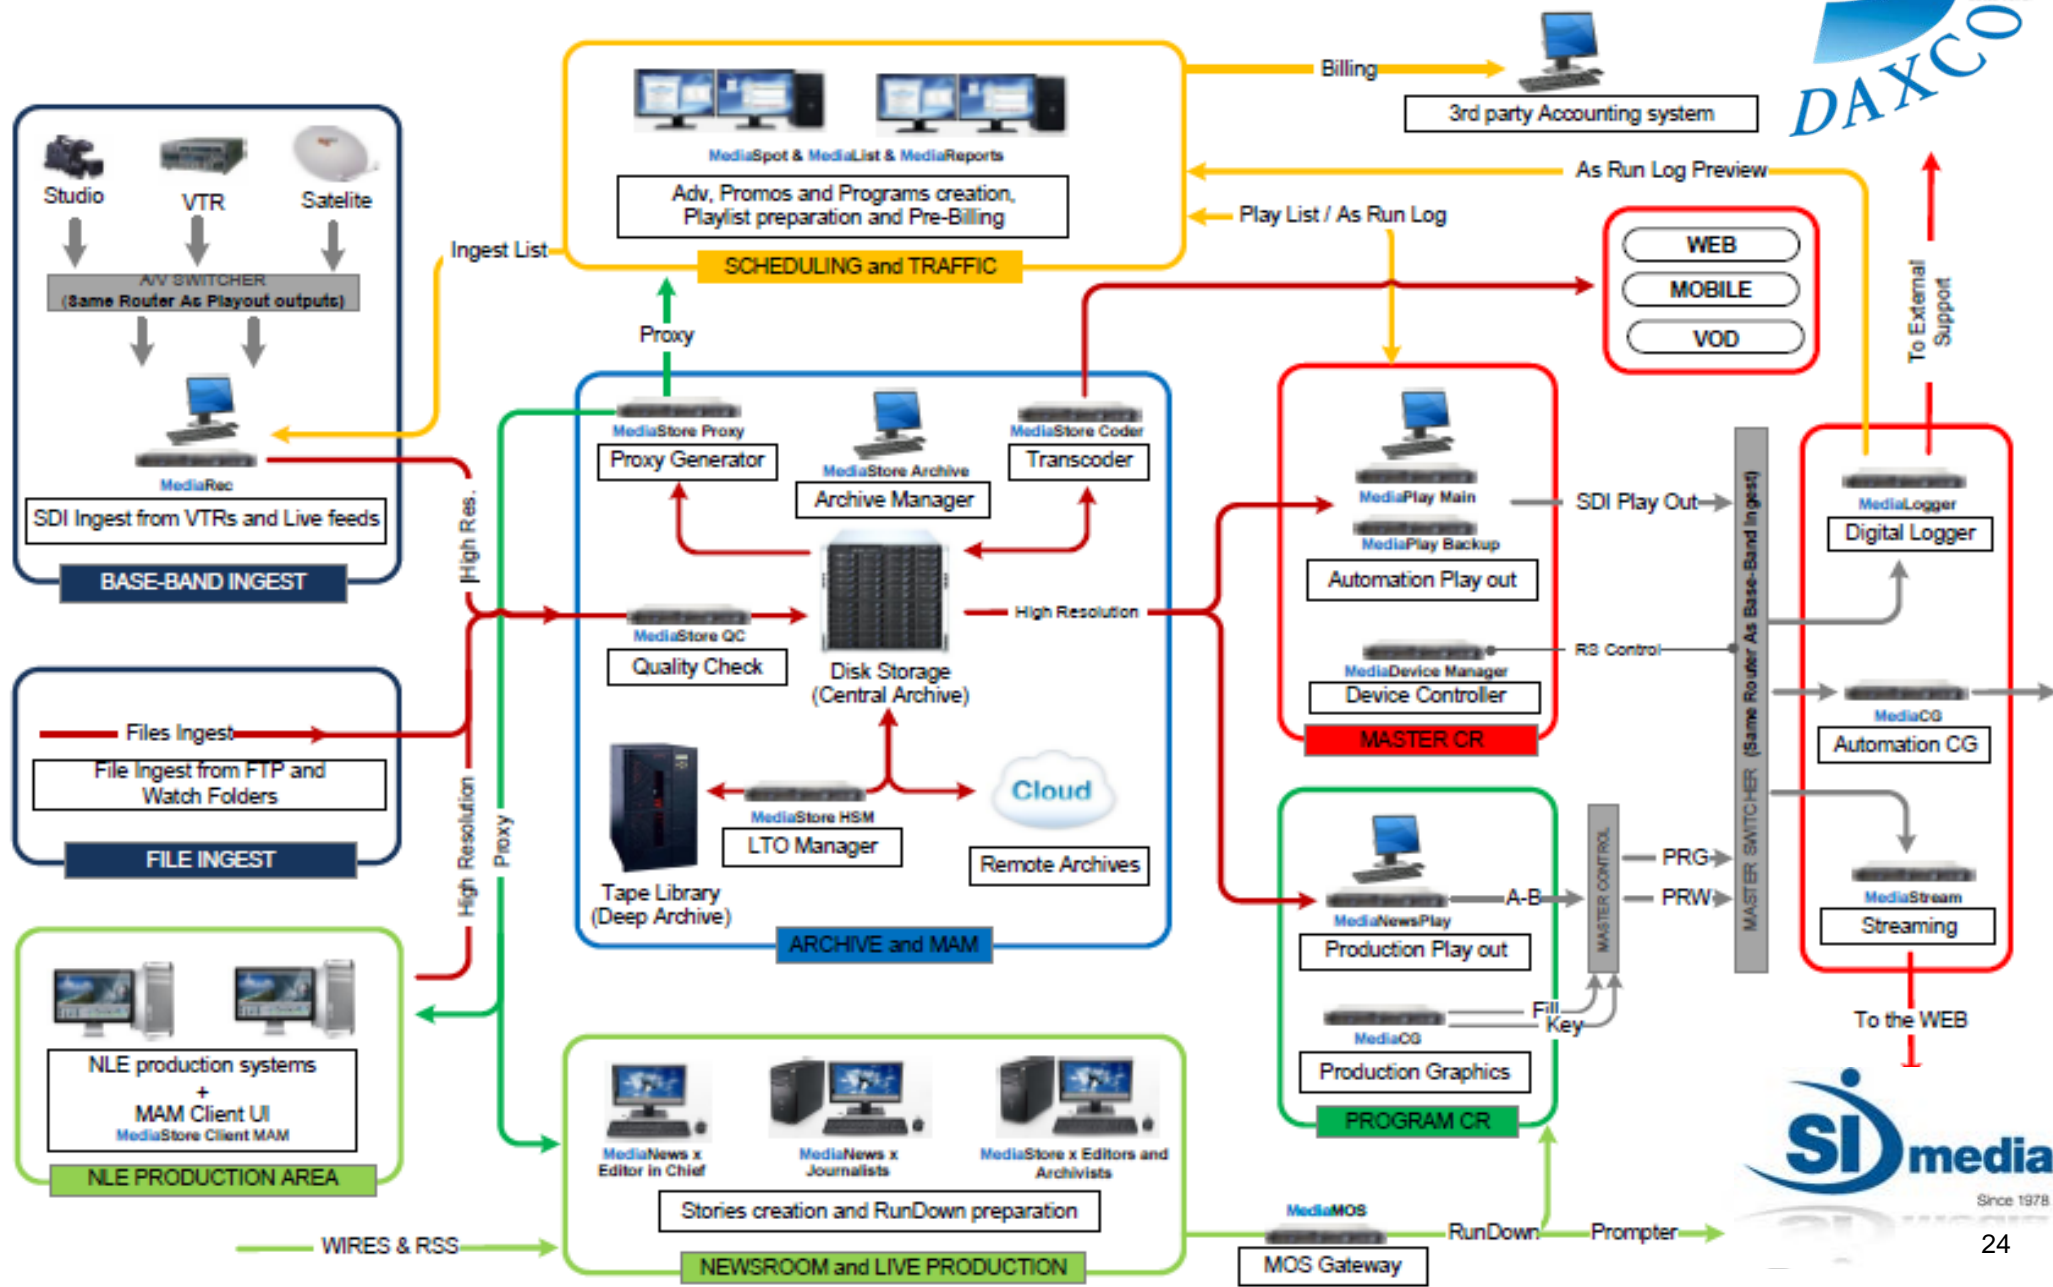 DAXCO
Billing
3rd party Accounting system
MediaSpot & MediaList & MediaReports
Adv, Promos and Programs creation,
Playlist preparation and Pre-Billing
SCHEDULING and TRAFFIC
As Run Log Preview
Play List / As Run Log
Ingest List
Studio
VTR
Satelite
A/V SWITCHER
(Same Router As Playout outputs)
MediaRec
SDI Ingest from VTRs and Live feeds
BASE-BAND INGEST
Proxy
WEB
MOBILE
VOD
To External
Support
MediaStore Proxy
Proxy Generator
MediaStore Archive
Archive Manager
MediaStore Coder
Transcoder
High Res.
MediaStore QC
Quality Check
Disk Storage
(Central Archive)
High Resolution
MediaPlay Main
MediaPlay Backup
Automation Play out
SDI Play Out
MediaDevice Manager
Device Controller
RS Control
MASTER CR
MASTER SWITCHER (Same Router As Base-Band Ingest)
MediaLogger
Digital Logger
MediaCG
Automation CG
MediaStream
Streaming
To the WEB
Files Ingest
File Ingest from FTP and
Watch Folders
FILE INGEST
High Resolution
Proxy
MediaStore HSM
LTO Manager
Tape Library
(Deep Archive)
Cloud
Remote Archives
ARCHIVE and MAM
MediaNewsPlay
Production Play out
A-B
MASTER CONTROL
PRG
PRW
Fill
Key
MediaCG
Production Graphics
PROGRAM CR
NLE production systems
+
MAM Client UI
MediaStore Client MAM
NLE PRODUCTION AREA
MediaNews x
Editor in Chief
MediaNews x
Journalists
MediaStore x Editors and
Archivists
Stories creation and RunDown preparation
NEWSROOM and LIVE PRODUCTION
WIRES & RSS
MediaMOS
MOS Gateway
RunDown
Prompter
SI media
Since 1978
24